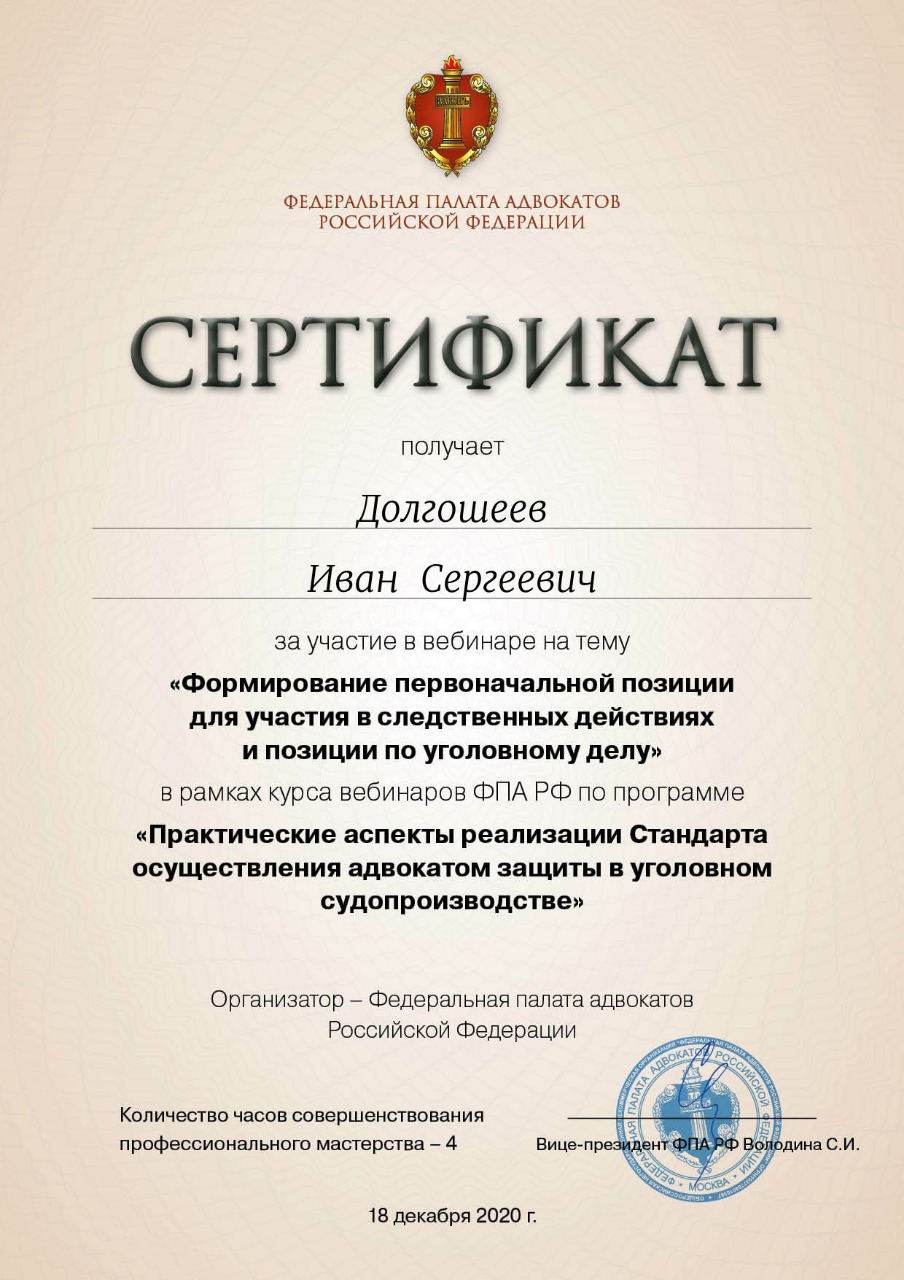 ЗАКОНЪ
ФЕДЕРАЛЬНАЯ ПАЛАТА АДВОКАТОВ
РОССИЙСКОЙ ФЕДЕРАЦИИ
СЕРТИФИКАТ
получает
Долгошеев
Иван Сергеевич
за участие в вебинаре на тему
«Формирование первоначальной позиции
для участия в следственных действиях
и позиции по уголовному делу»
в рамках курса вебинаров ФПА РФ по программе
«Практические аспекты реализации Стандарта
осуществления адвокатом защиты в уголовном
судопроизводстве»
Организатор – Федеральная палата адвокатов
Российской Федерации
Количество часов совершенствования
профессионального мастерства – 4
Вице-президент ФПА РФ Володина С.И.
ФЕДЕРАЛЬНАЯ ПАЛАТА АДВОКАТОВ РОССИЙСКОЙ ФЕДЕРАЦИИ
МОСКВА
18 декабря 2020 г.